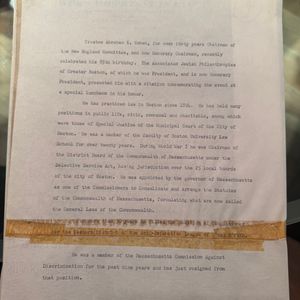 Trustee Abraham K. Cohen, for over thirty years Chairman of
the New England Committee, and now Honorary Chairman, recently
celebrated his 85th birthday. The Associated Jewish Philanthropies
of Greater Boston, of which he was President, and is now Honorary
President, presented him with a citation commemorating the event at
a special luncheon in his honor.
He has practiced law in Boston since. He has held many
positions in public life, civic, communal and charitable, among which
were those of Special Justice of the Municipal Court of the City of
Boston. He was a member of the faculty of Boston University Law
School for over twenty years. During World War I he was Chairman of
the District Board of the Commonwealth of Massachusetts under the
Selective Service Act, having jurisdiction over the 25 local boards
of the city of Boston. He was appointed by the governor of Massachusetts
as one of the Commissioners to Consolidate and Arrange the Statutes
of the Commonwealth of Massachusetts, formulating what are now called
the General Laws of the Commonwealth.
He was a member of the Massachusetts Commission Against
Discrimination for the past nine years and has just resigned from
that position.